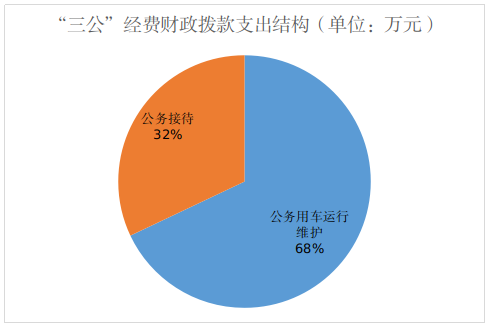 “三公”经费财政拨款支出结构（单位：万元）
公务接待
32%
公务用车运行
维护
68%